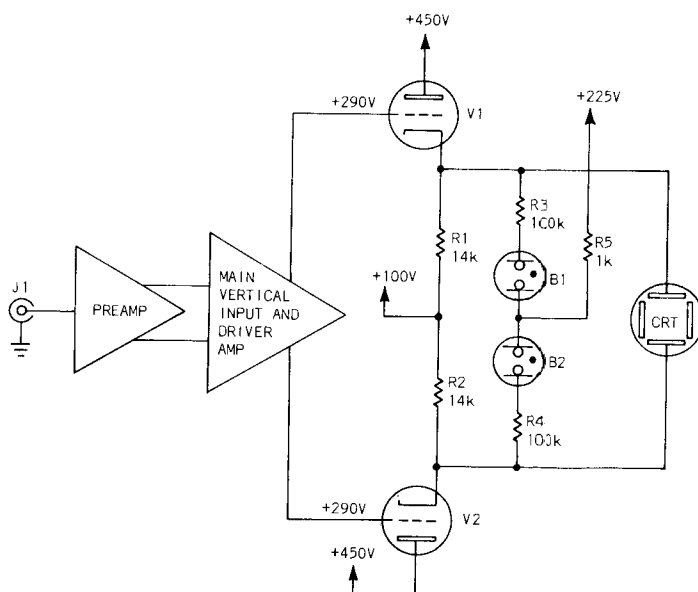 +450V
+290V
V1
+225V
R3
100k
R1
14k
R5
1k
J1
PREAMP
MAIN
VERTICAL
INPUT AND
DRIVER
AMP
+100V
B1
CRT
B2
R2
14k
R4
100k
+290V
V2
+450V